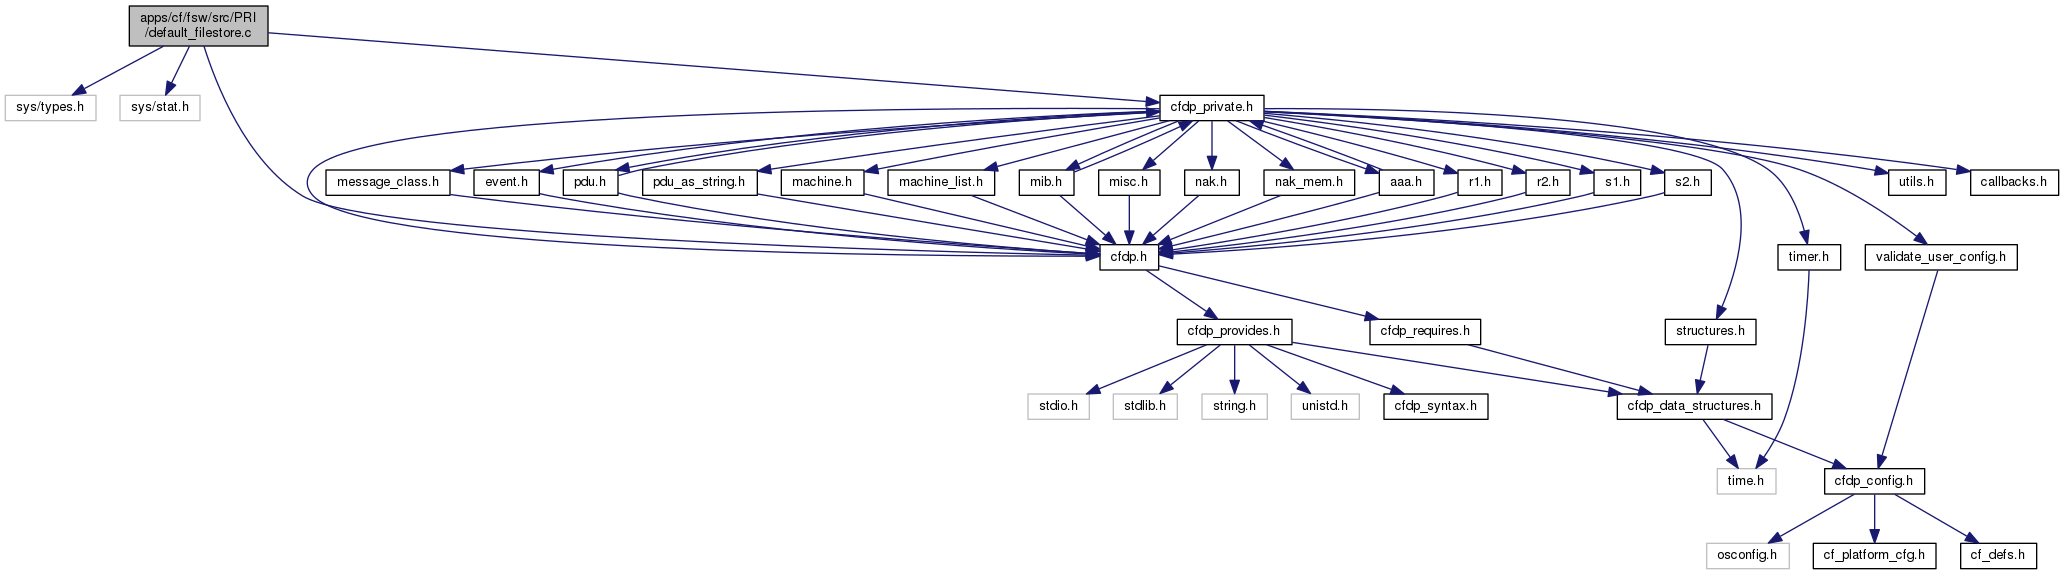 apps/cf/fsw/src/PRI
/default_filestore.c
sys/types.h
sys/stat.h
cfdp_private.h
message_class.h
event.h
pdu.h
pdu_as_string.h
machine.h
machine_list.h
mib.h
misc.h
nak.h
nak_mem.h
aaa.h
r1.h
r2.h
s1.h
s2.h
utils.h
callbacks.h
cfdp.h
timer.h
validate_user_config.h
cfdp_provides.h
cfdp_requires.h
structures.h
stdio.h
stdlib.h
string.h
unistd.h
cfdp_syntax.h
cfdp_data_structures.h
time.h
cfdp_config.h
osconfig.h
cf_platform_cfg.h
cf_defs.h